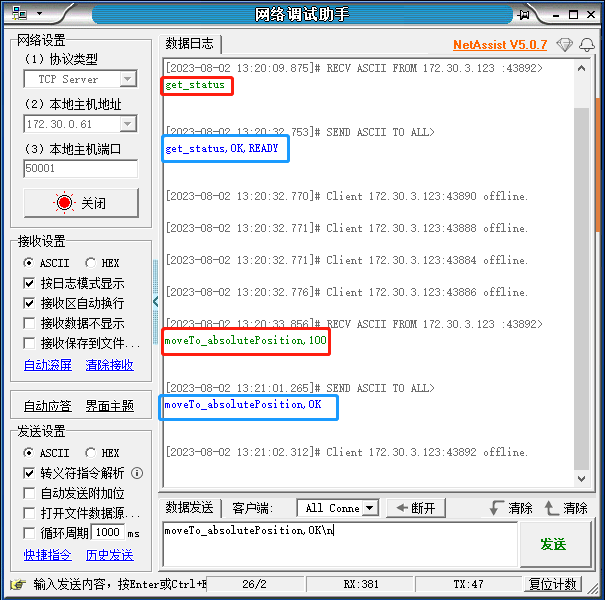 网络调试助手
网络设置
(1) 协议类型
TCP Server
(2) 本地主机地址
172.30.0.61
(3) 本地主机端口
50001
关闭
接收设置
ASCII HEX
按日志模式显示
接收区自动换行
接收数据不显示
接收保存到文件...
自动滚屏 清除接收
自动应答 界面主题
发送设置
ASCII HEX
转义符指令解析
自动发送附加位
打开文件数据源...
循环周期 1000 ms
快捷指令 历史发送
数据日志 NetAssist V5.0.7
[2023-08-02 13:20:09.875]# RECV ASCII FROM 172.30.3.123 :43892>
get_status
[2023-08-02 13:20:32.753]# SEND ASCII TO ALL>
get_status,OK,READY
[2023-08-02 13:20:32.770]# Client 172.30.3.123:43890 offline.
[2023-08-02 13:20:32.771]# Client 172.30.3.123:43888 offline.
[2023-08-02 13:20:32.771]# Client 172.30.3.123:43884 offline.
[2023-08-02 13:20:32.776]# Client 172.30.3.123:43886 offline.
[2023-08-02 13:20:33.856]# RECV ASCII FROM 172.30.3.123 :43892>
moveTo_absolutePosition,100
[2023-08-02 13:21:01.265]# SEND ASCII TO ALL>
moveTo_absolutePosition,OK
[2023-08-02 13:21:02.312]# Client 172.30.3.123:43892 offline.
数据发送 客户端: All Conne 断开 清除 清除
moveTo_absolutePosition,OK\n
发送
输入发送内容, 按Enter或Ctrl+E 26/2 RX:381 TX:47 复位计数